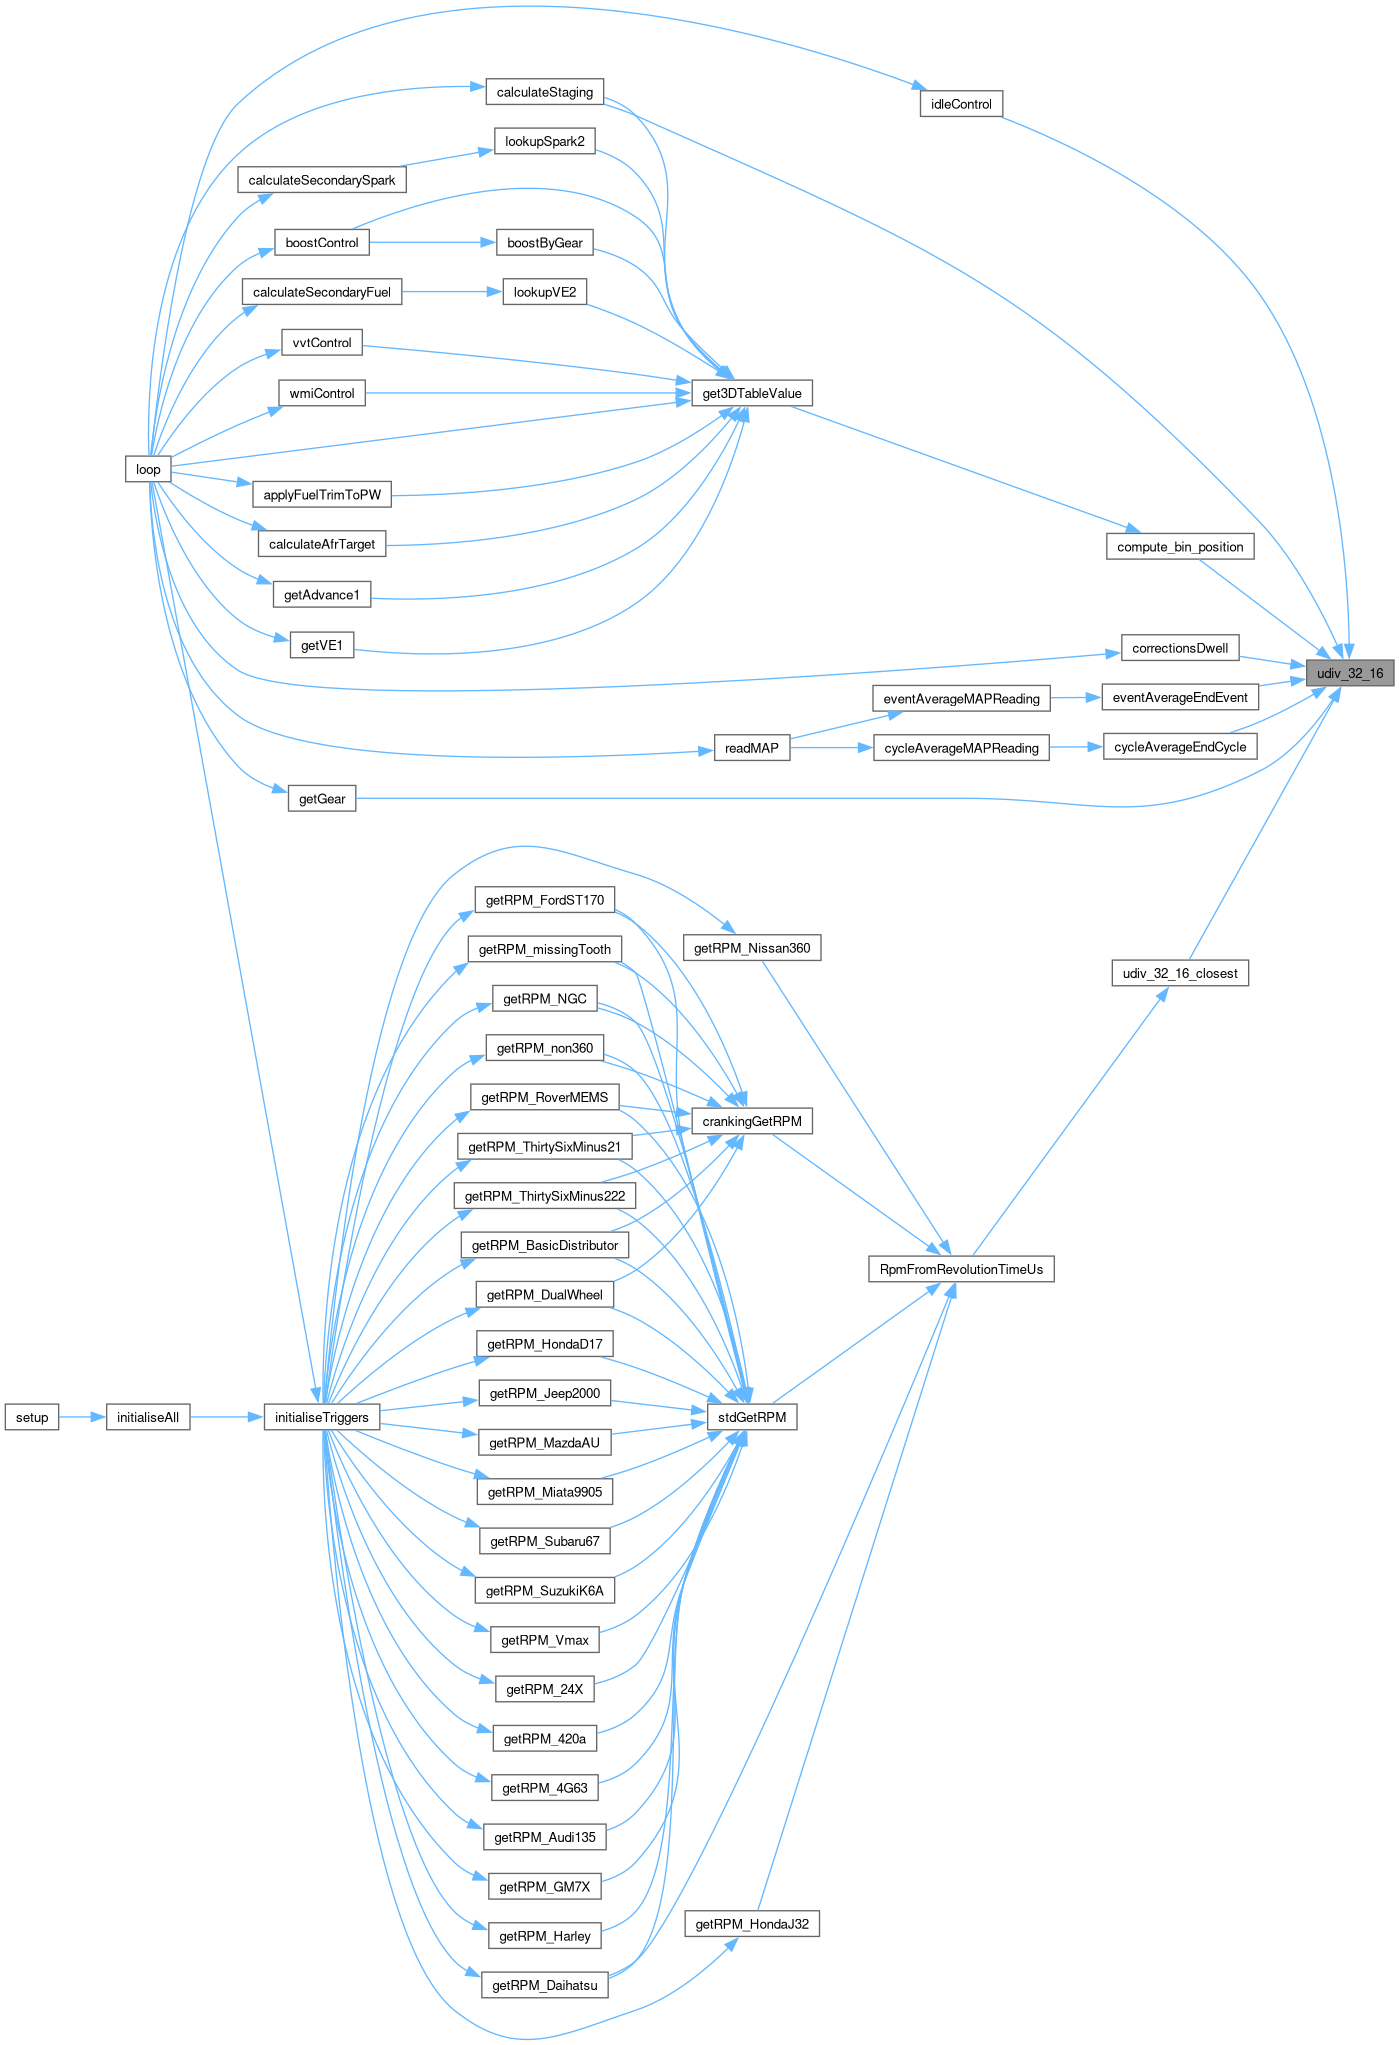 calculateStaging
idleControl
lookupSpark2
calculateSecondarySpark
boostControl
boostByGear
calculateSecondaryFuel
lookupVE2
vvtControl
wmiControl
get3DTableValue
loop
applyFuelTrimToPW
calculateAfrTarget
compute_bin_position
getAdvance1
getVE1
correctionsDwell
udiv_32_16
eventAverageMAPReading
eventAverageEndEvent
readMAP
cycleAverageMAPReading
cycleAverageEndCycle
getGear
getRPM_FordST170
getRPM_missingTooth
getRPM_Nissan360
udiv_32_16_closest
getRPM_NGC
getRPM_non360
getRPM_RoverMEMS
crankingGetRPM
getRPM_ThirtySixMinus21
getRPM_ThirtySixMinus222
getRPM_BasicDistributor
RpmFromRevolutionTimeUs
getRPM_DualWheel
getRPM_HondaD17
getRPM_Jeep2000
setup
initialiseAll
initialiseTriggers
stdGetRPM
getRPM_MazdaAU
getRPM_Miata9905
getRPM_Subaru67
getRPM_SuzukiK6A
getRPM_Vmax
getRPM_24X
getRPM_420a
getRPM_4G63
getRPM_Audi135
getRPM_GM7X
getRPM_HondaJ32
getRPM_Harley
getRPM_Daihatsu